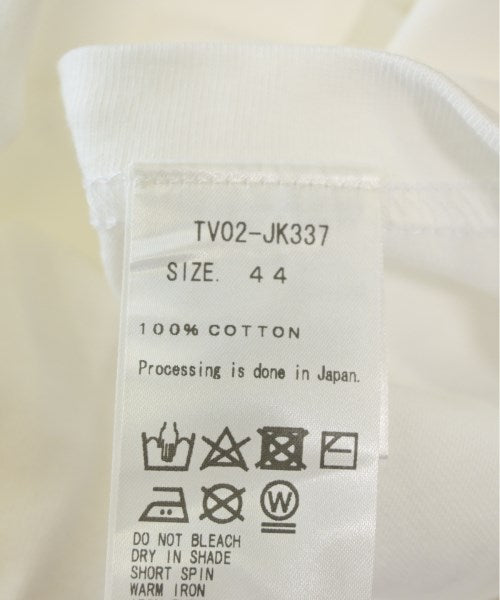 TV02-JK337
SIZE. 44
100% COTTON
Processing is done in Japan.
W
DO NOT BLEACH
DRY IN SHADE
SHORT SPIN
WARM IRON